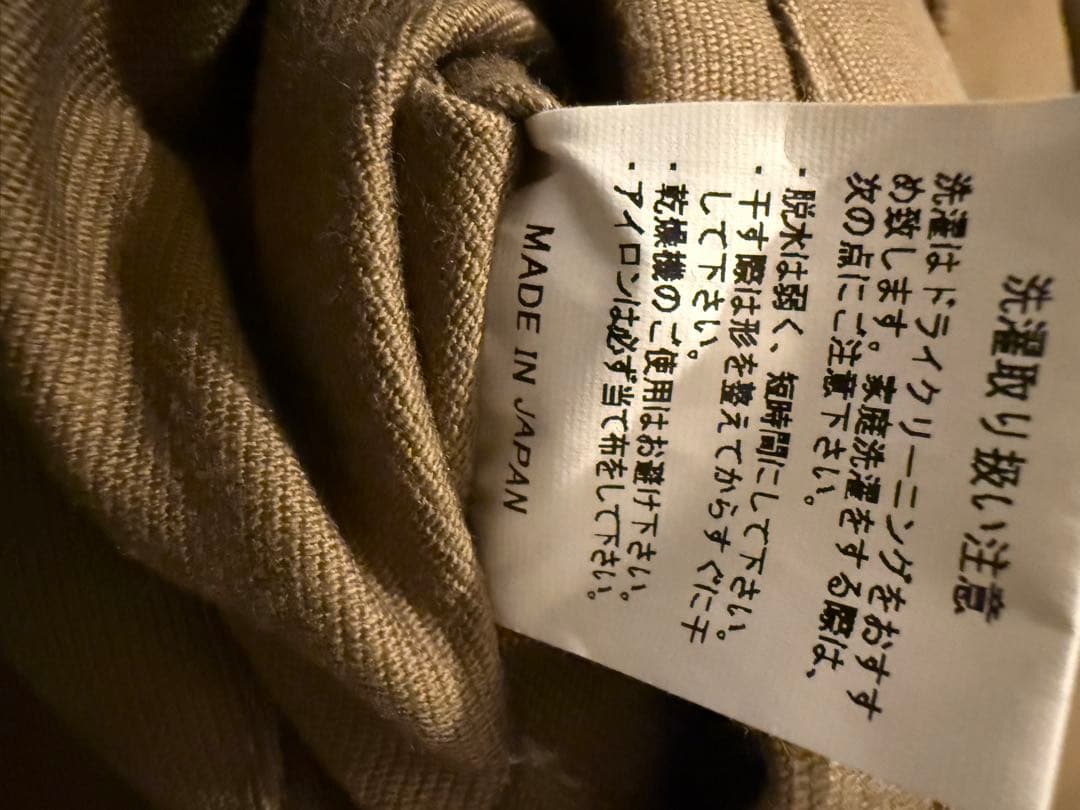 洗濯取り扱い注意
洗濯はドライクリーニングをおすす
め致します。家庭洗濯をする際は、
次の点にご注意下さい。
・脱水は弱く、短時間にして下さい。
・干す際は形を整えてからすぐに干
して下さい。
・乾燥機のご使用はお避け下さい。
・アイロンは必ず当て布をして下さい。
MADE IN JAPAN